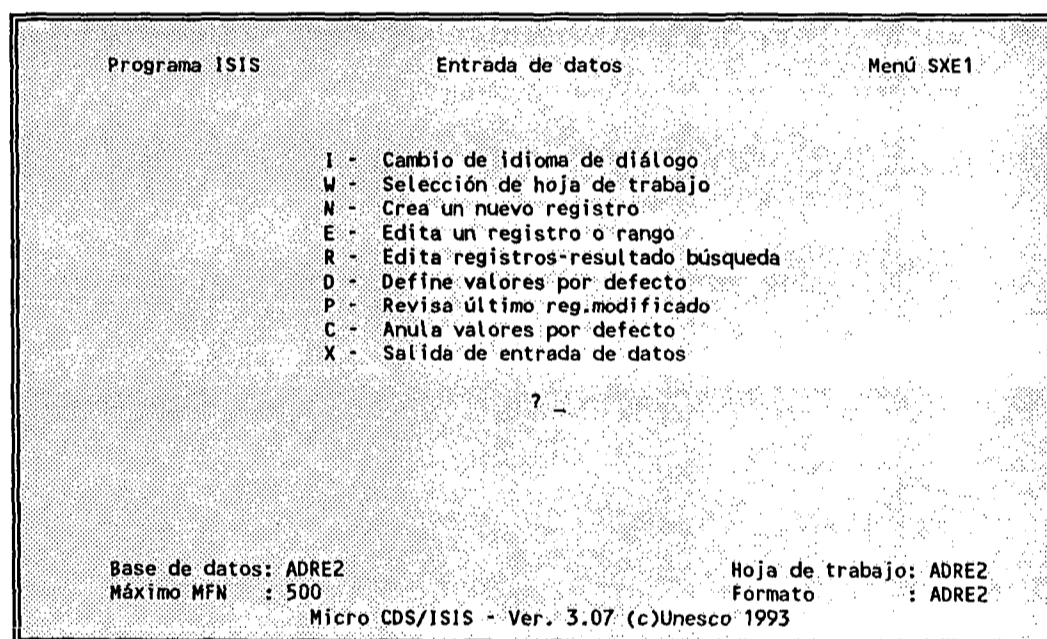 Programa ISIS Entrada de datos Menú SXE1
I - Cambio de idioma de diálogo
W - Selección de hoja de trabajo
N - Crea un nuevo registro
E - Edita un registro o rango
R - Edita registros-resultado búsqueda
D - Define valores por defecto
P - Revisa último reg.modificado
C - Anula valores por defecto
X - Salida de entrada de datos
? _
Base de datos: ADRE2 Hoja de trabajo: ADRE2
Máximo MFN : 500 Formato : ADRE2
Micro CDS/ISIS - Ver. 3.07 (c)Unesco 1993